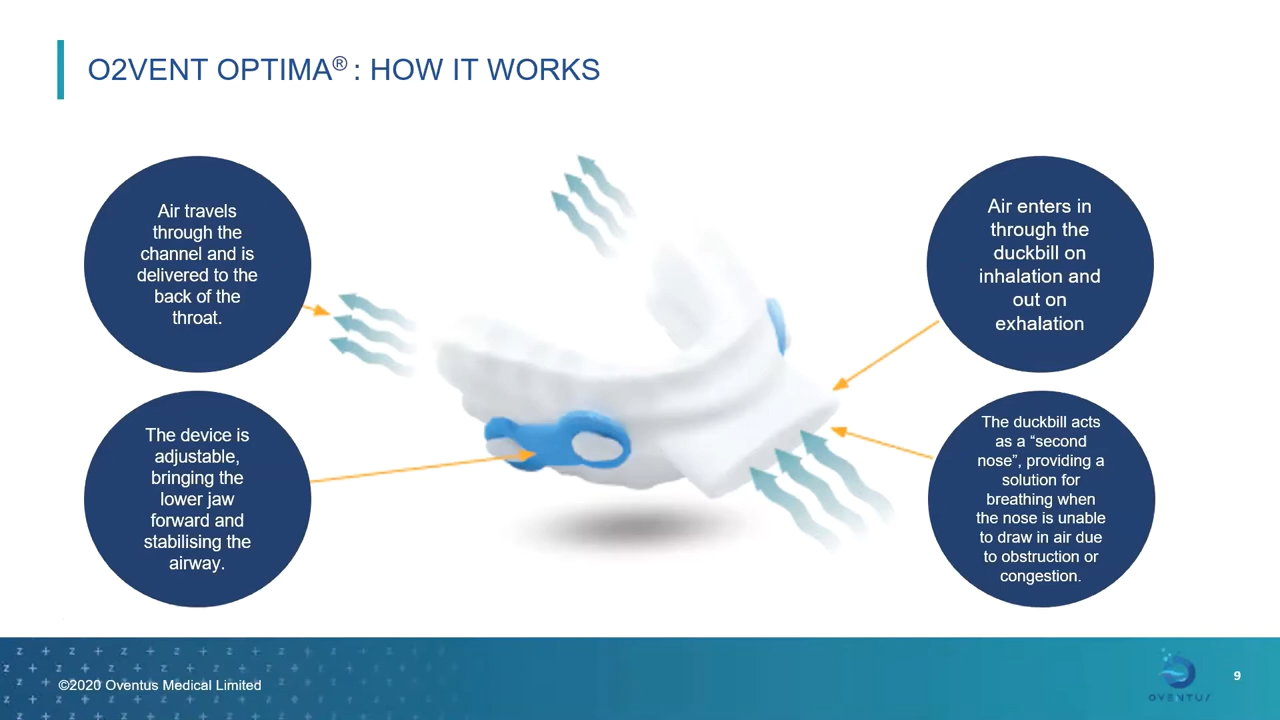 O2VENT OPTIMA® : HOW IT WORKS
Air travels
through the
channel and is
delivered to the
back of the
throat.
Air enters in
through the
duckbill on
inhalation and
out on
exhalation
The device is
adjustable,
bringing the
lower jaw
forward and
stabilising the
airway.
The duckbill acts
as a “second
nose”, providing a
solution for
breathing when
the nose is unable
to draw in air due
to obstruction or
congestion.
©2020 Oventus Medical Limited
OVENTUS
9